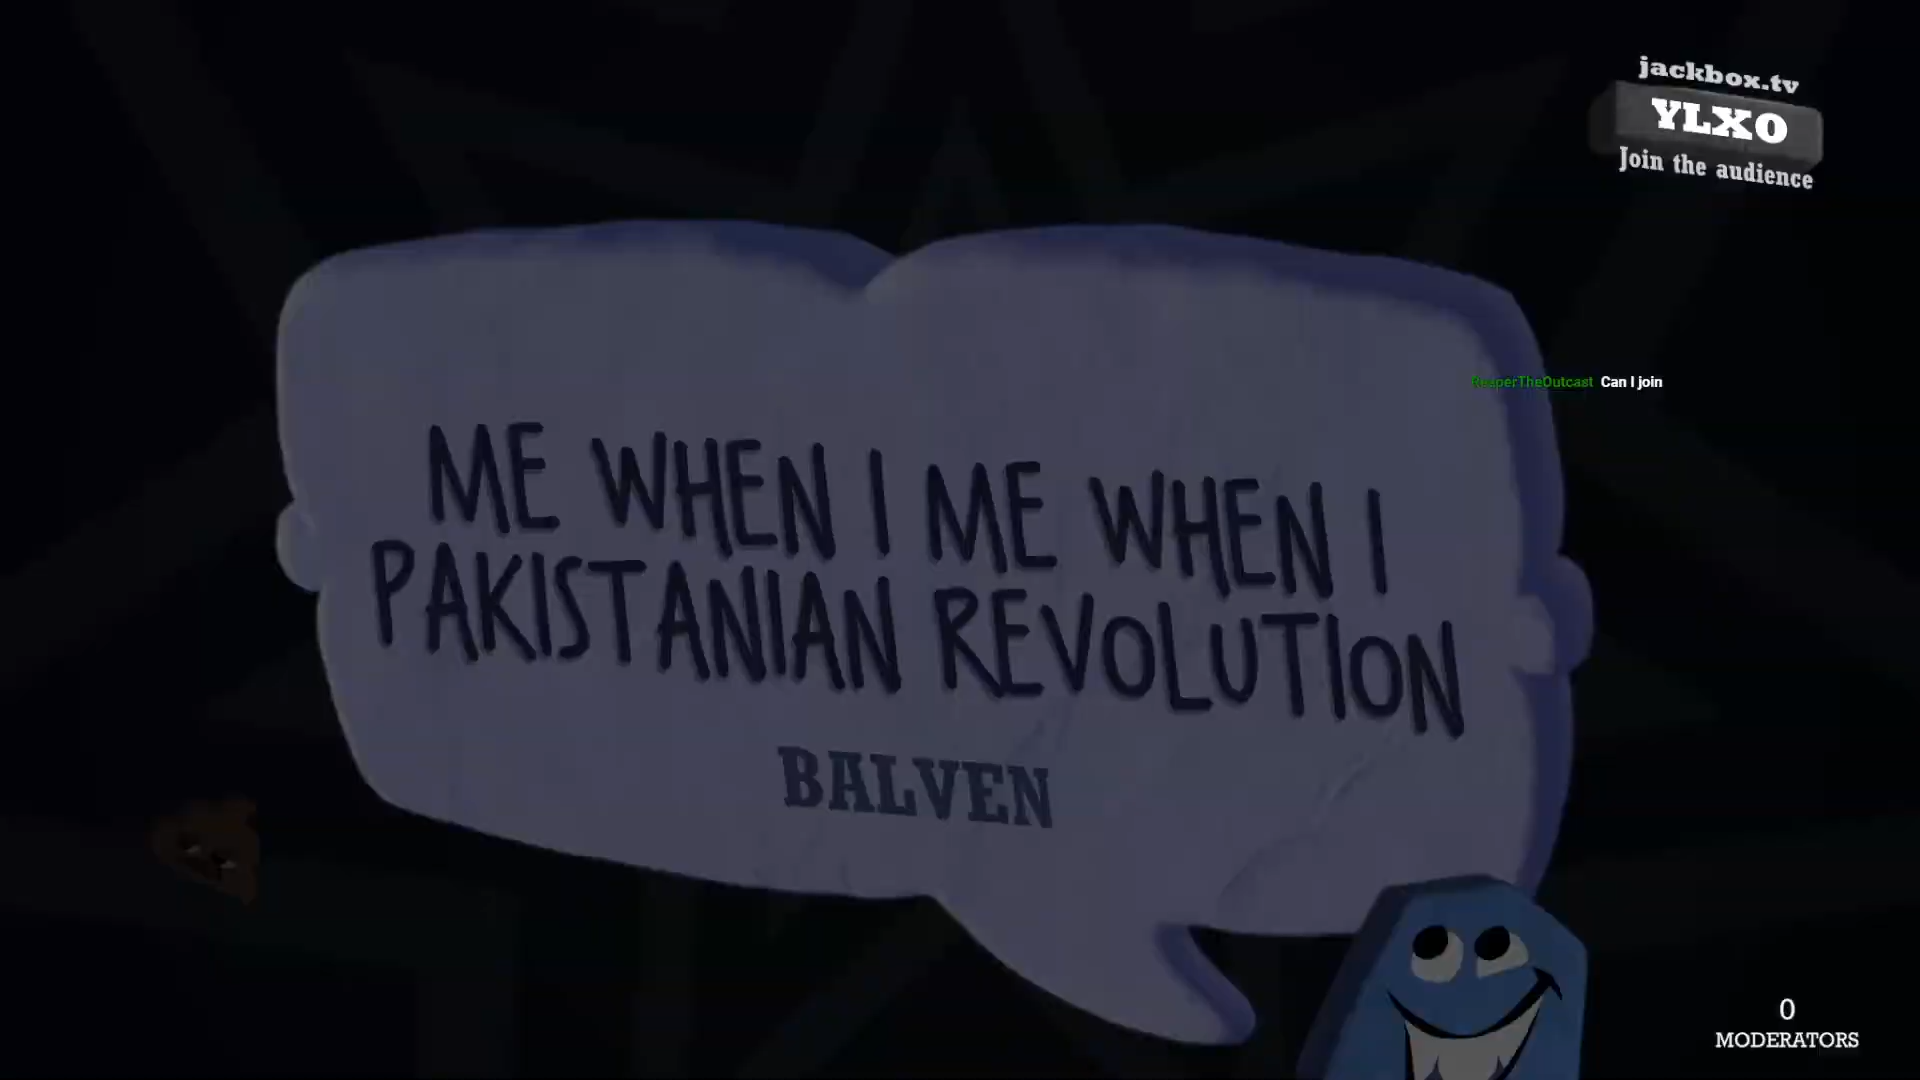 jackbox.tv
YLXO
Join the audience
ReaperTheOutcast Can I join
ME WHEN I ME WHEN I
PAKISTANIAN REVOLUTION
BALVEN
0
MODERATORS